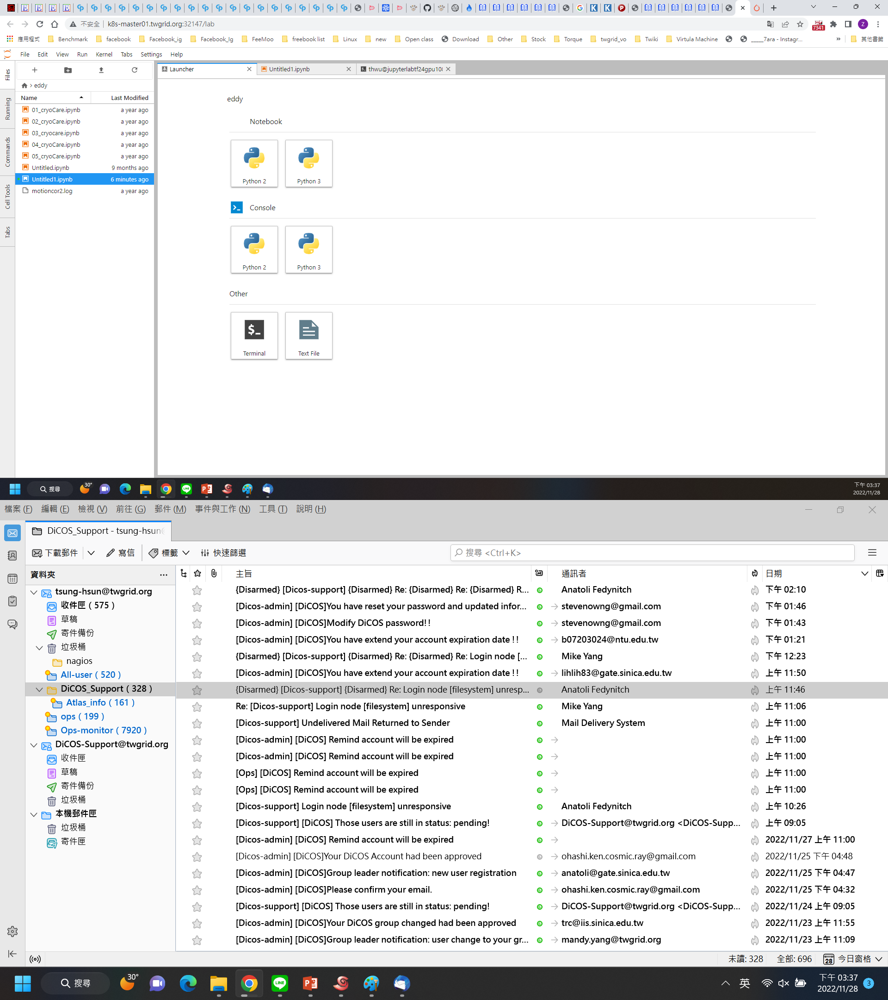 不安全 k8s-master01.twgrid.org:32147/lab 7341 Z
應用程式 Benchmark facebook Facebook_ig Facebook_Ig FeeMoo freebook list Linux new Open class Download Other Stock Torque twgrid_vo Twiki Virtula Machine _____7ara - Instagr... » 其他書籤
File Edit View Run Kernel Tabs Settings Help
Launcher Untitled1.ipynb
Files
Running
Commands
Cell Tools
Tabs
eddy
Name Last Modified
01_cryoCare.ipynb a year ago
02_cryoCare.ipynb a year ago
03_cryocare.ipynb a year ago
04_cryoCare.ipynb a year ago
05_cryoCare.ipynb a year ago
Untitled.ipynb 9 months ago
Untitled1.ipynb 6 minutes ago
motioncor2.log a year ago
eddy
Notebook
Python 2 Python 3
Console
Python 2 Python 3
Other
Terminal Text File
搜尋 30°
下午 03:37
2022/11/28
檔案 (F) 編輯 (E) 檢視 (V) 前往 (G) 郵件 (M) 事件與工作 (N) 工具 (T) 說明 (H)
DiCOS_Support - tsung-hsun
下載郵件 寫信 標籤 快速篩選 搜尋 <Ctrl+K>
資料夾 ...
tsung-hsun@twgrid.org
收件匣 ( 575 )
草稿
寄件備份
垃圾桶
nagios
All-user ( 520 )
DiCOS_Support ( 328 )
Atlas_info ( 161 )
ops ( 199 )
Ops-monitor ( 7920 )
DiCOS-Support@twgrid.org
收件匣
草稿
寄件備份
垃圾桶
本機郵件匣
垃圾桶
寄件匣
主旨 通訊者 日期
{Disarmed} [Dicos-support] {Disarmed} Re: {Disarmed} Re: {Disarmed} R... Anatoli Fedynitch 下午 02:10
[Dicos-admin] [DiCOS]You have reset your password and updated infor... stevenowng@gmail.com 下午 01:46
[Dicos-admin] [DiCOS]Modify DiCOS password!! stevenowng@gmail.com 下午 01:43
[Dicos-admin] [DiCOS]You have extend your account expiration date !! b07203024@ntu.edu.tw 下午 01:21
{Disarmed} [Dicos-support] {Disarmed} Re: {Disarmed} Re: Login node [... Mike Yang 下午 12:23
[Dicos-admin] [DiCOS]You have extend your account expiration date !! lihlih83@gate.sinica.edu.tw 上午 11:50
{Disarmed} [Dicos-support] {Disarmed} Re: Login node [filesystem] unresp... Anatoli Fedynitch 上午 11:46
Re: [Dicos-support] Login node [filesystem] unresponsive Mike Yang 上午 11:06
[Dicos-support] Undelivered Mail Returned to Sender Mail Delivery System 上午 11:00
[Dicos-admin] [DiCOS] Remind account will be expired 上午 11:00
[Dicos-admin] [DiCOS] Remind account will be expired 上午 11:00
[Ops] [DiCOS] Remind account will be expired 上午 11:00
[Ops] [DiCOS] Remind account will be expired 上午 11:00
[Dicos-support] Login node [filesystem] unresponsive Anatoli Fedynitch 上午 10:26
[Dicos-support] [DiCOS] Those users are still in status: pending! DiCOS-Support@twgrid.org <DiCOS-Supp... 上午 09:05
[Dicos-admin] [DiCOS] Remind account will be expired 2022/11/27 上午 11:00
[Dicos-admin] [DiCOS]Your DiCOS Account had been approved ohashi.ken.cosmic.ray@gmail.com 2022/11/25 下午 04:48
[Dicos-admin] [DiCOS]Group leader notification: new user registration anatoli@gate.sinica.edu.tw 2022/11/25 下午 04:47
[Dicos-admin] [DiCOS]Please confirm your email. ohashi.ken.cosmic.ray@gmail.com 2022/11/25 下午 04:32
[Dicos-support] [DiCOS] Those users are still in status: pending! DiCOS-Support@twgrid.org <DiCOS-Supp... 2022/11/24 上午 09:05
[Dicos-admin] [DiCOS]Your DiCOS group changed had been approved trc@iis.sinica.edu.tw 2022/11/23 上午 11:55
[Dicos-admin] [DiCOS]Group leader notification: user change to your gr... mandy.yang@twgrid.org 2022/11/23 上午 11:09
未讀: 328 全部: 696 28 今日窗格
搜尋 30° 英 下午 03:37 3
2022/11/28